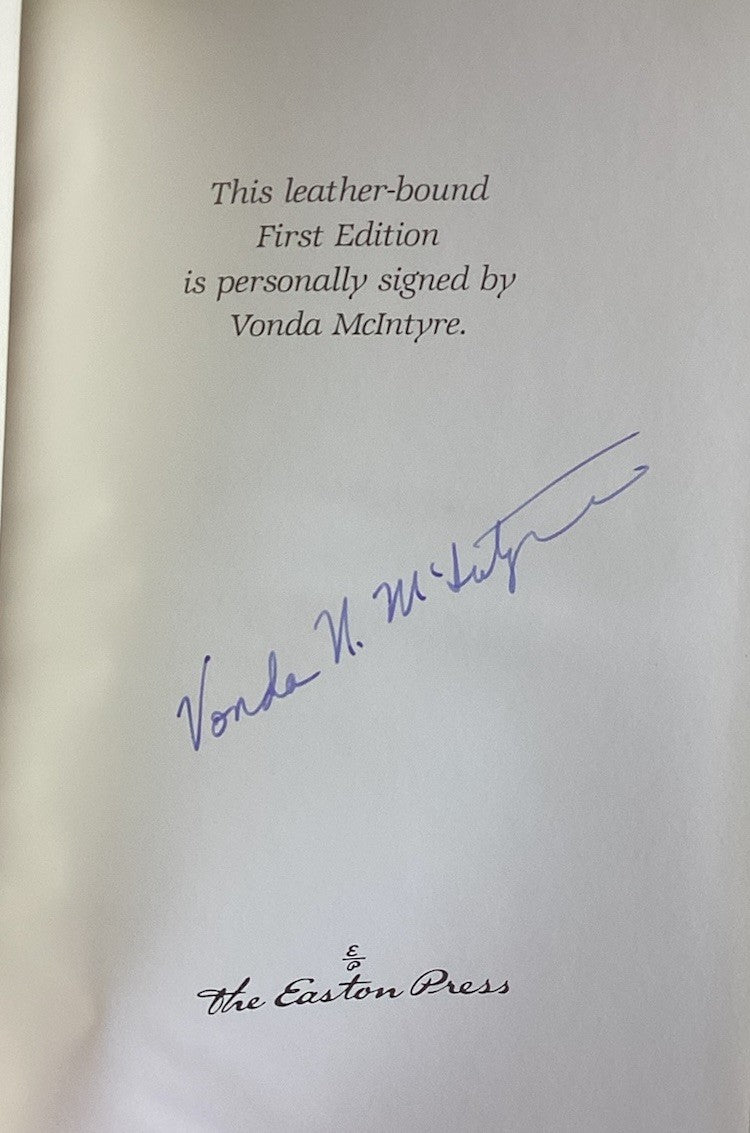 This leather-bound
First Edition
is personally signed by
Vonda McIntyre.
Vonda N. McIntyre
E
P
The Easton Press